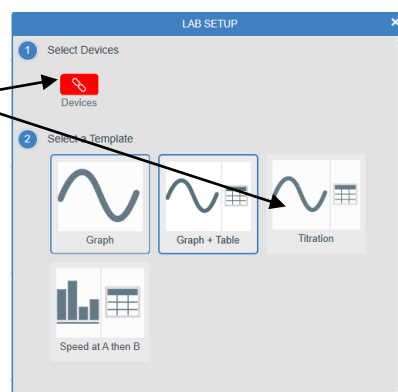 LAB SETUP ×
1 Select Devices
Devices
2 Select a Template
Graph
Graph + Table
Titration
Speed at A then B